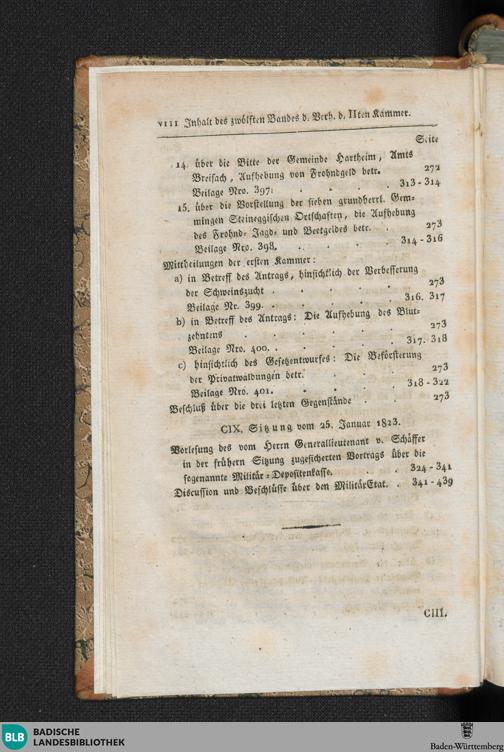 VIII Inhalt des zwölften Bandes d. Verh. d. IIten Kammer.
Seite
14. über die Bitte der Gemeinde Hartheim, Amts
Breisach, Aufhebung von Frohndgeld betr. 272
Beilage Nro. 397. . . . 313-314
15. über die Vorstellung der sieben grundherrl. Gem-
mingen Steineggischen Ortschaften, die Aufhebung
des Frohnd- Jagd- und Beetgeldes betr. . 273
Beilage Nro. 398. . . . . 314-316
Mittheilungen der ersten Kammer:
a) in Betreff des Antrags, hinsichtlich der Verbesserung
der Schweinszucht . . . . . 273
Beilage Nr. 399. . . . . 316. 317
b) in Betreff des Antrags: Die Aufhebung des Blut-
zehntens . . . . . . 273
Beilage Nro. 400. . . . . 317. 318
c) hinsichtlich des Gesetzentwurfes: Die Beförsterung
der Privatwaldungen betr. . . . 273
Beilage Nro. 401. . . . . 318-322
Beschluß über die drei letzten Gegenstände . . 273
CIX. Sitzung vom 25. Januar 1823.
Vorlesung des vom Herrn Generallieutenant v. Schäffer
in der frühern Sitzung zugesicherten Vortrags über die
sogenannte Militär-Depositenkasse. . . 324-341
Discussion und Beschlüsse über den MilitärEtat. . 341-439
CIII.
BLB BADISCHE
LANDESBIBLIOTHEK
Baden-Württemberg